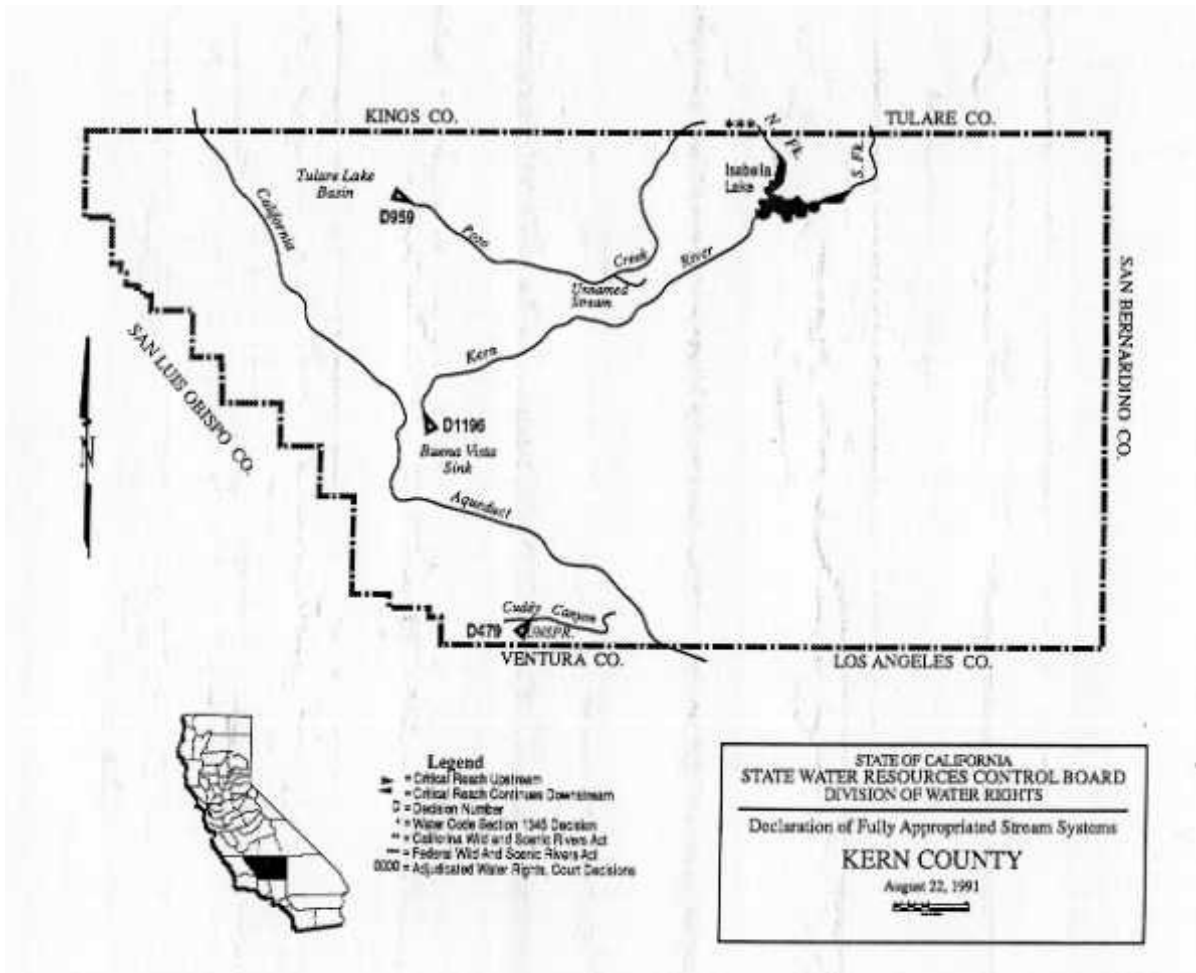 KINGS CO.
***
N. Fk.
TULARE CO.
S. Fk.
Isabella
Lake
Tulare Lake
Basin
D959
California
Poso
Creek
River
Unnamed
Stream
SAN BERNARDINO CO.
SAN LUIS OBISPO CO.
Kern
D1196
Buena Vista
Sink
N
Aqueduct
Cuddy Canyon
D479
VENTURA CO.
LOS ANGELES CO.
Legend
= Critical Reach Upstream
= Critical Reach Continues Downstream
D = Decision Number
* = Water Code Section 1345 Decision
** = California Wild and Scenic Rivers Act
*** = Federal Wild And Scenic Rivers Act
0000 = Adjudicated Water Rights, Court Decisions
STATE OF CALIFORNIA
STATE WATER RESOURCES CONTROL BOARD
DIVISION OF WATER RIGHTS
Declaration of Fully Appropriated Stream Systems
KERN COUNTY
August 22, 1991